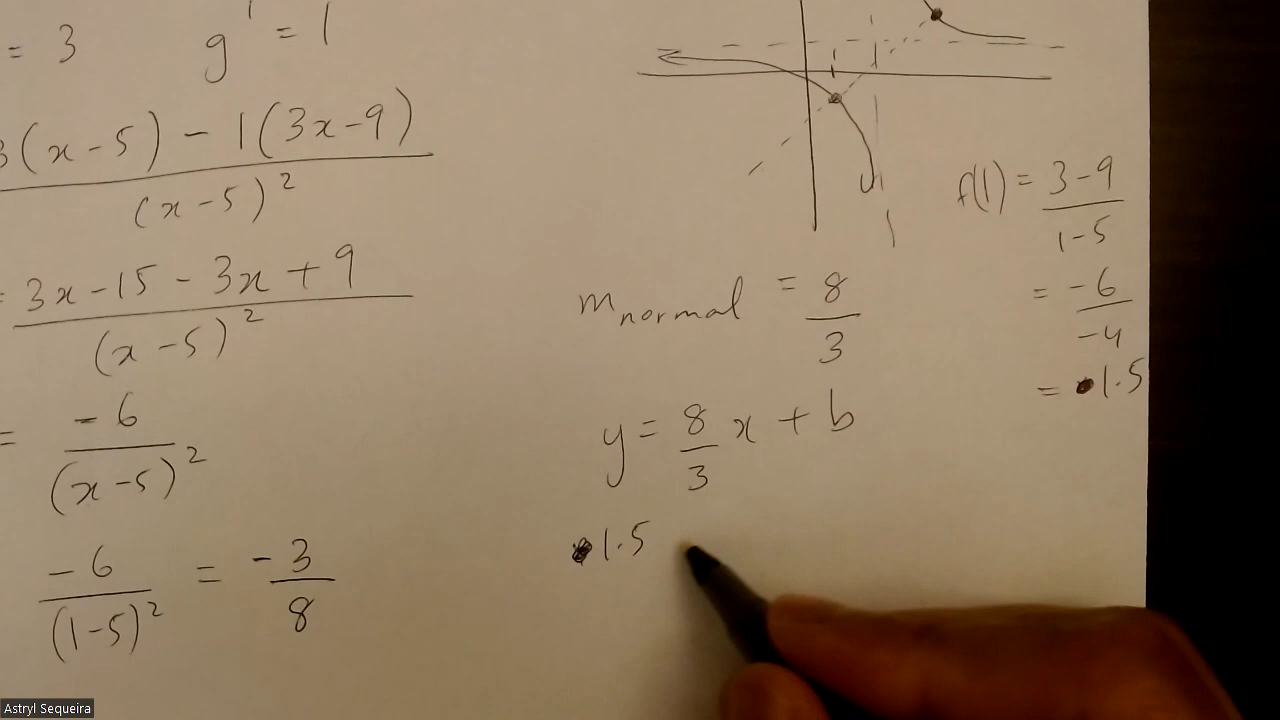 = 3 g' = 1
3(x-5) - 1(3x-9)
(x-5)²
= 3x-15-3x+9
(x-5)²
= -6
(x-5)²
-6 = -3
(1-5)² 8
f(1) = 3-9
1-5
= -6
-4
= 1.5
m normal = 8
3
y = 8 x + b
3
1.5
Astryl Sequeira